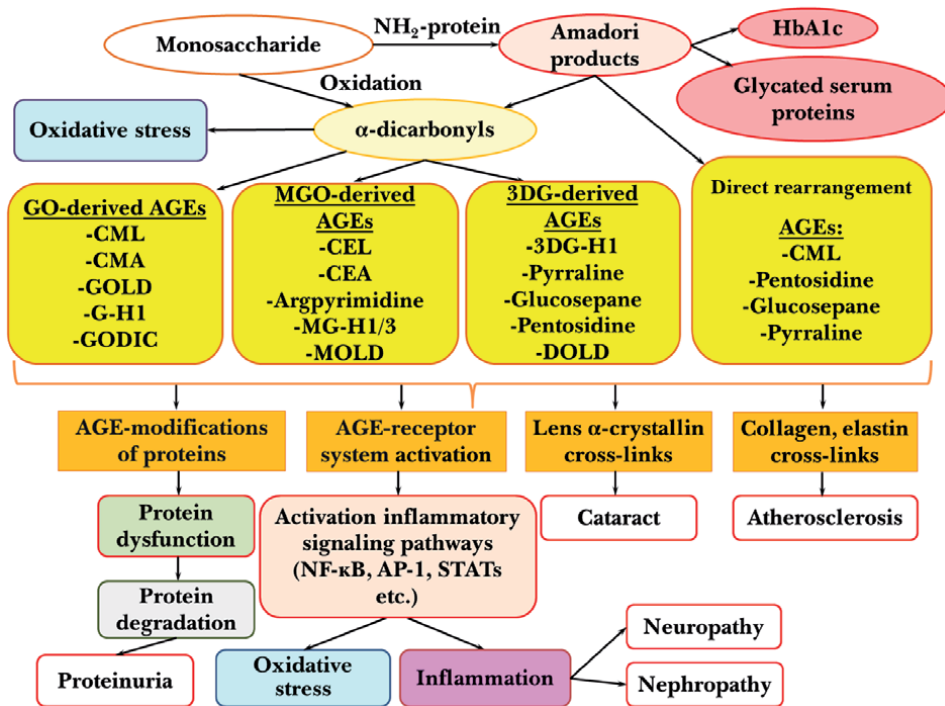 Monosaccharide
NH₂-protein
Amadori
products
HbA1c
Glycated serum
proteins
Oxidation
Oxidative stress
α-dicarbonyls
GO-derived AGEs
-CML
-CMA
-GOLD
-G-H1
-GODIC
MGO-derived
AGEs
-CEL
-CEA
-Argpyrimidine
-MG-H1/3
-MOLD
3DG-derived
AGEs
-3DG-H1
-Pyrraline
-Glucosepane
-Pentosidine
-DOLD
Direct rearrangement
AGEs:
-CML
-Pentosidine
-Glucosepane
-Pyrraline
AGE-modifications
of proteins
AGE-receptor
system activation
Lens α-crystallin
cross-links
Collagen, elastin
cross-links
Protein
dysfunction
Activation inflammatory
signaling pathways
(NF-κB, AP-1, STATs
etc.)
Cataract
Atherosclerosis
Protein
degradation
Proteinuria
Oxidative
stress
Inflammation
Neuropathy
Nephropathy